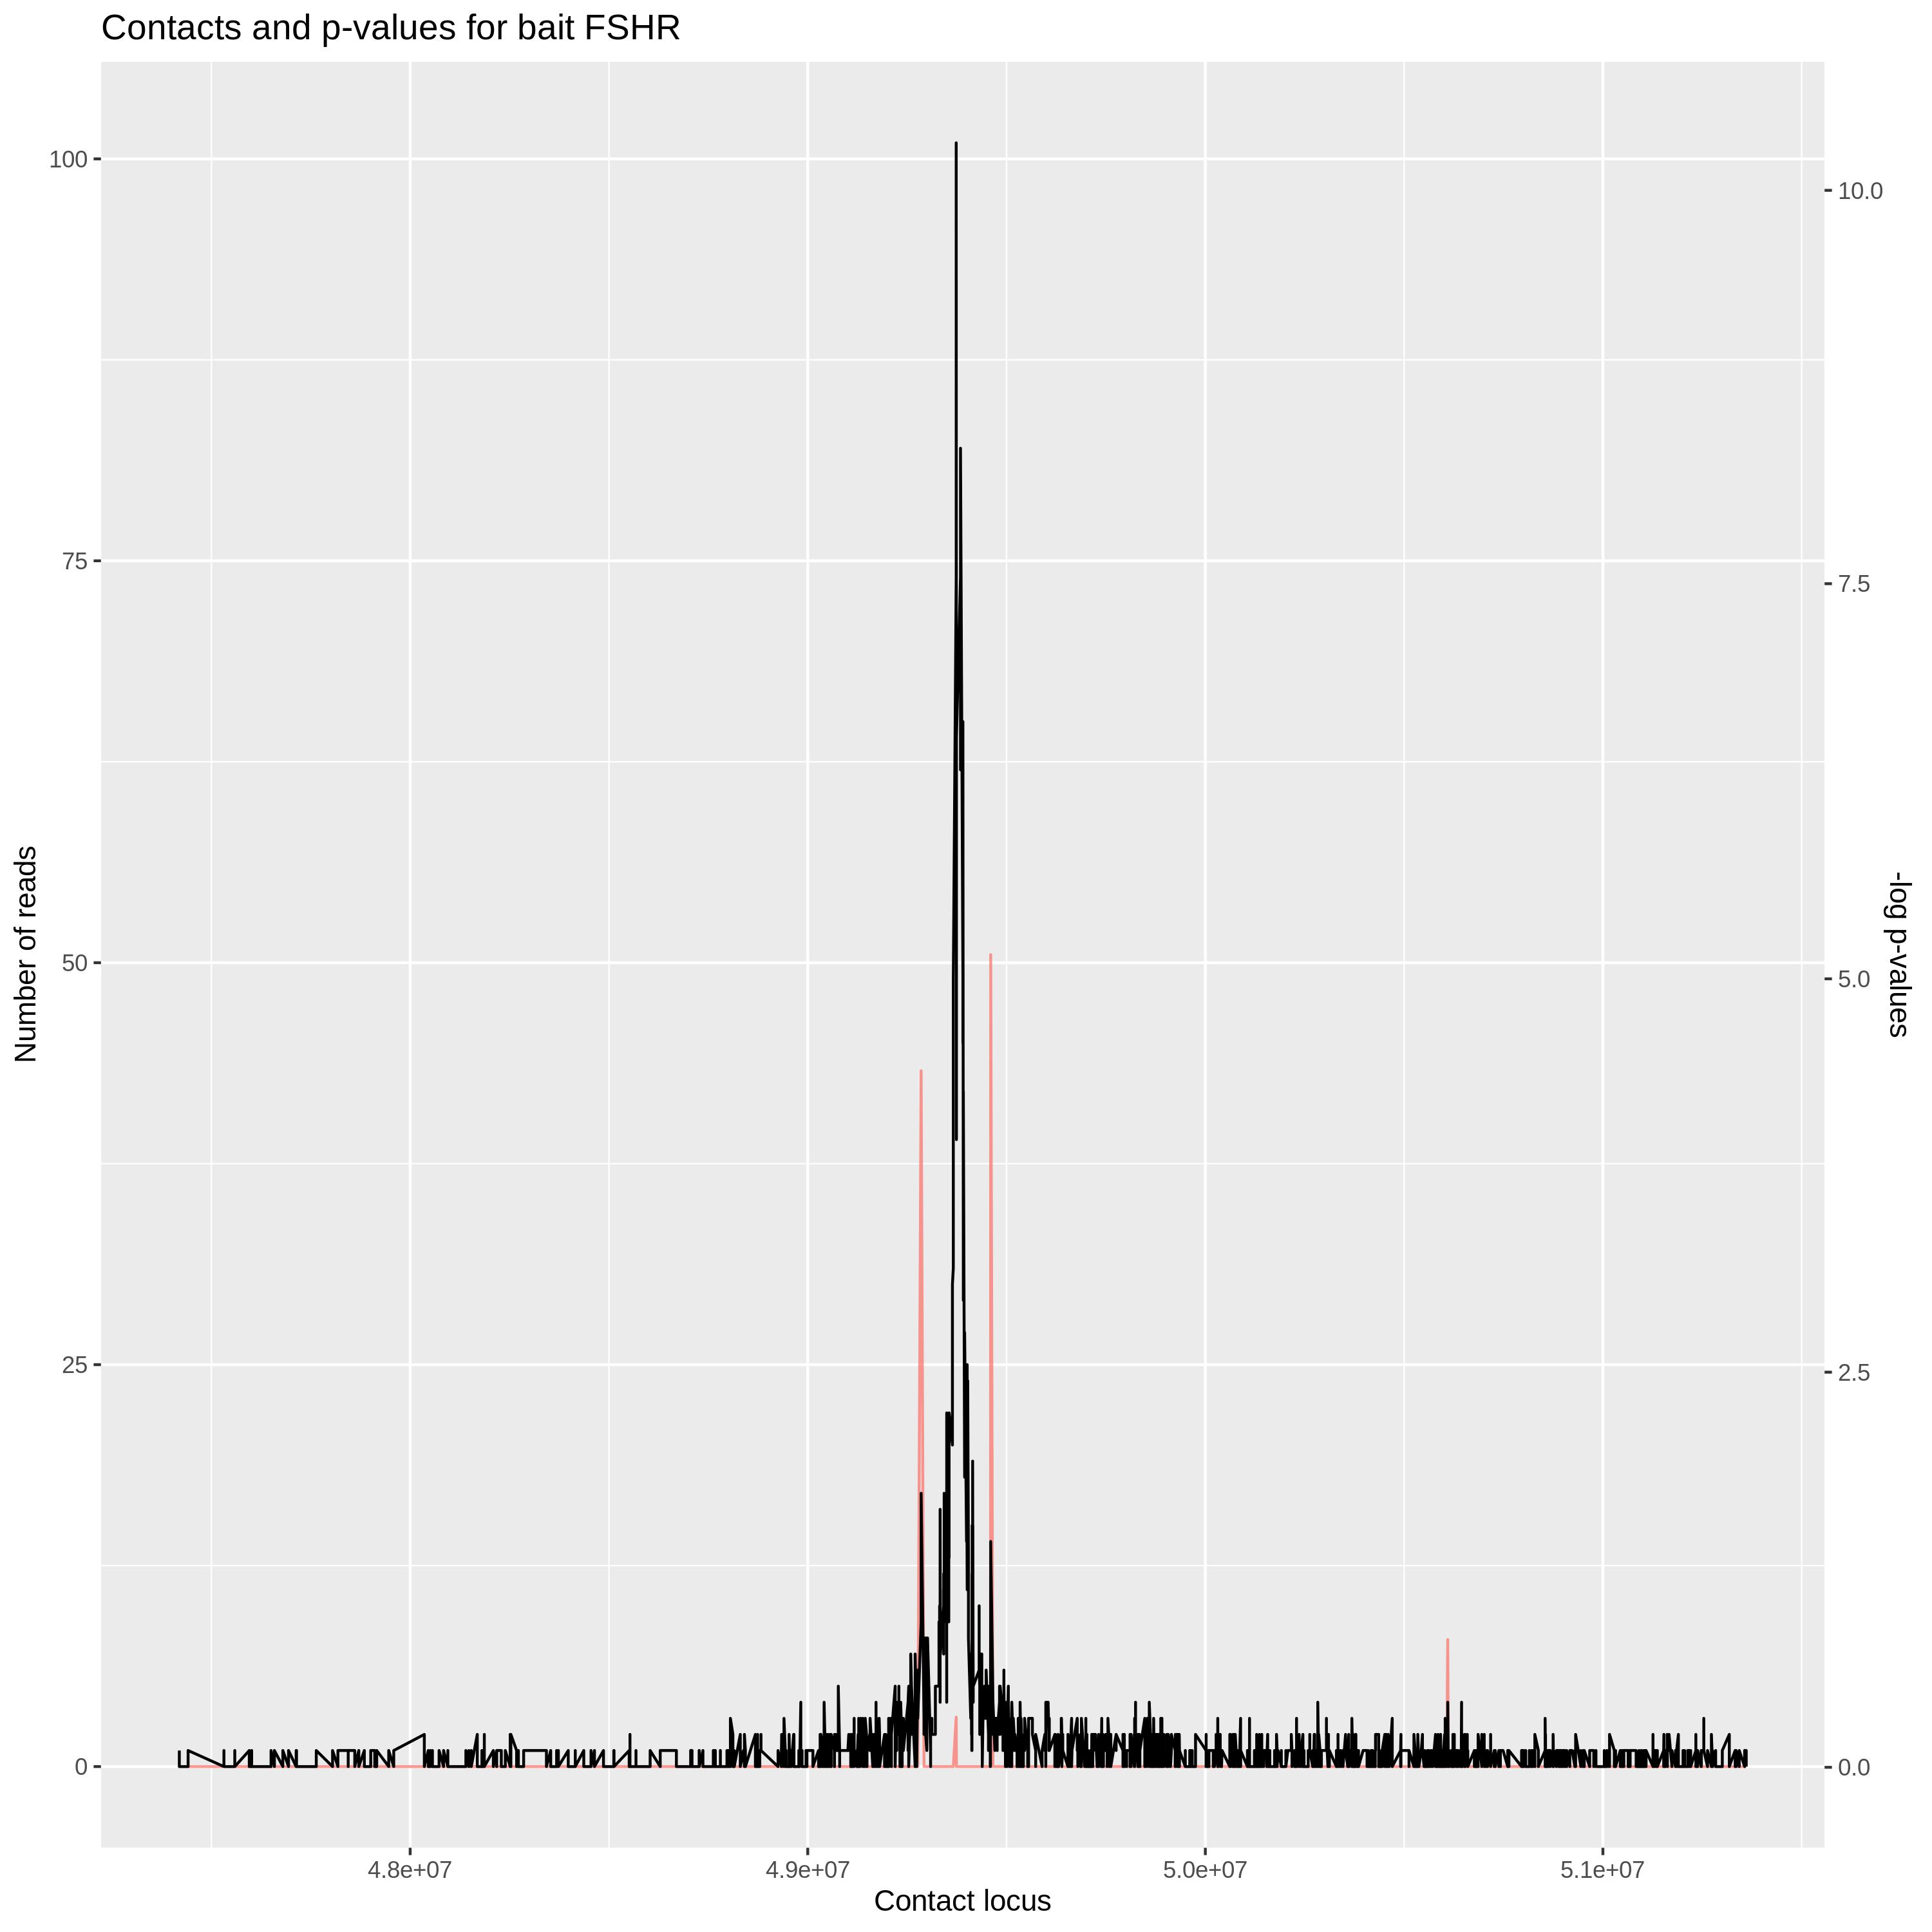 Contacts and p-values for bait FSHR
100
75
50
25
0
Number of reads
10.0
7.5
5.0
2.5
0.0
-log p-values
4.8e+07
4.9e+07
5.0e+07
5.1e+07
Contact locus